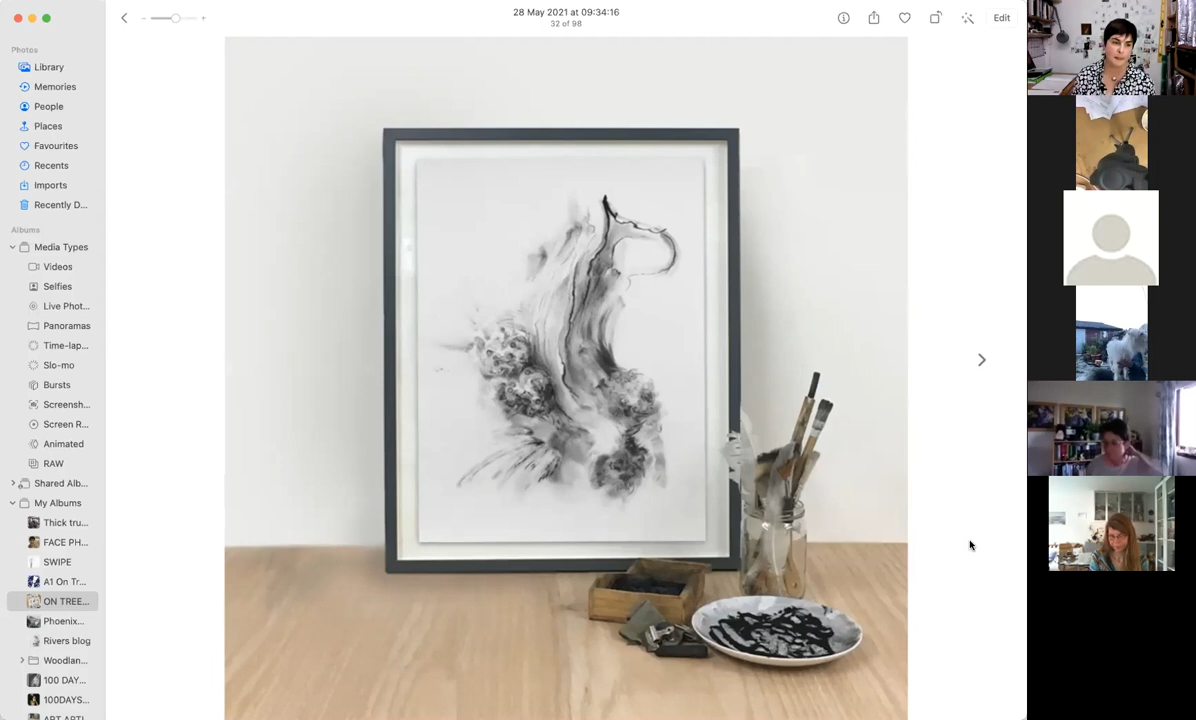 28 May 2021 at 09:34:16
32 of 98
Edit
Photos
Library
Memories
People
Places
Favourites
Recents
Imports
Recently D...
Albums
Media Types
Videos
Selfies
Live Phot...
Panoramas
Time-lap...
Slo-mo
Bursts
Screensh...
Screen R...
Animated
RAW
Shared Alb...
My Albums
Thick tru...
FACE PH...
SWIPE
A1 On Tr...
ON TREE...
Phoenix...
Rivers blog
Woodlan...
100 DAY...
100DAYS...
ART ARTI...